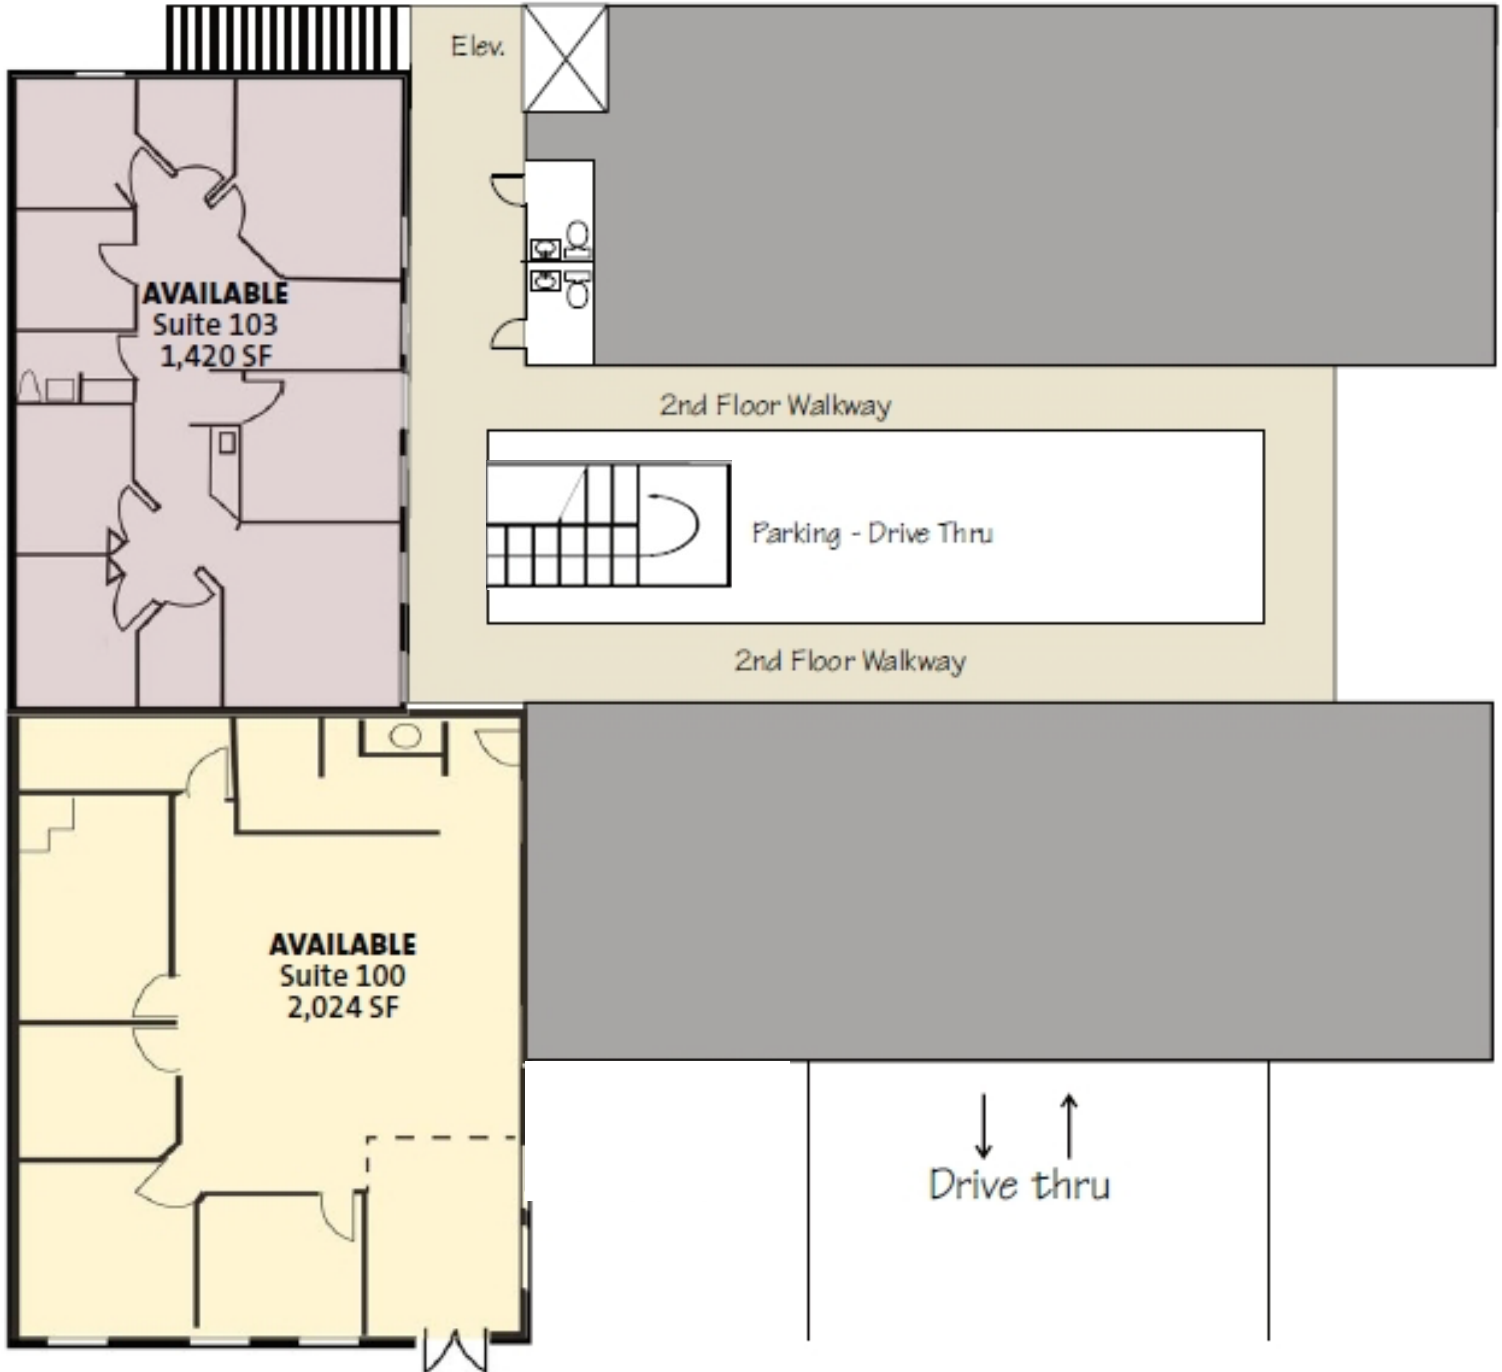 Elev.
AVAILABLE
Suite 103
1,420 SF
2nd Floor Walkway
Parking - Drive Thru
2nd Floor Walkway
AVAILABLE
Suite 100
2,024 SF
Drive thru